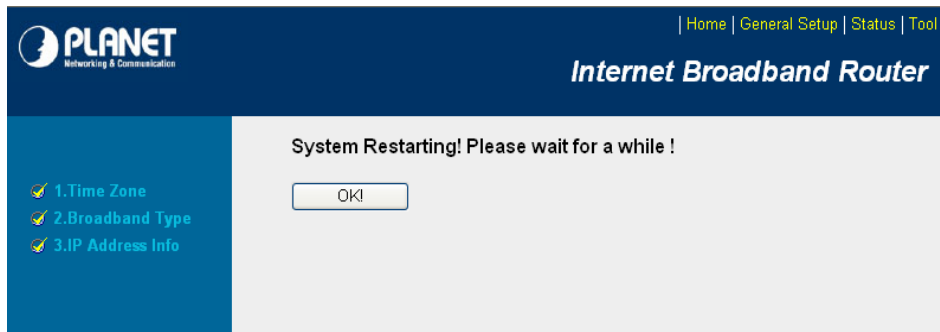 PLANET
Networking & Communication
| Home | General Setup | Status | Tool
Internet Broadband Router
System Restarting! Please wait for a while !
OK!
1.Time Zone
2.Broadband Type
3.IP Address Info